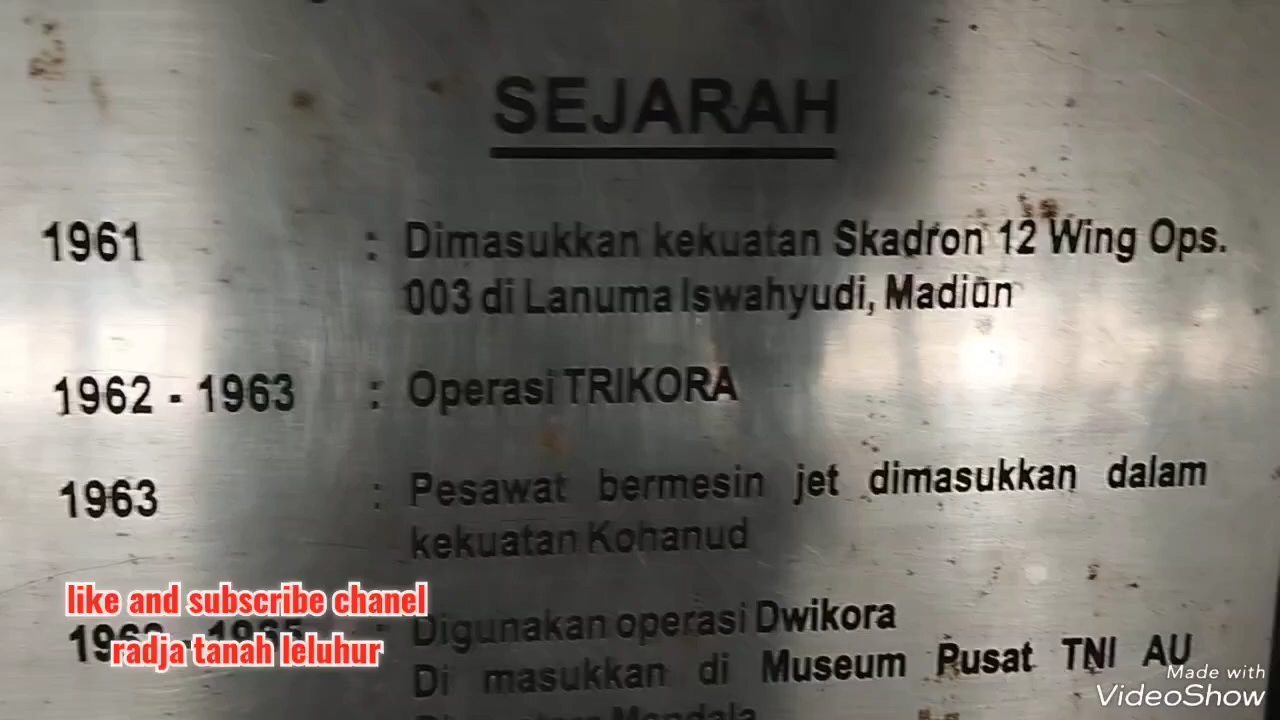 SEJARAH
1961 : Dimasukkan kekuatan Skadron 12 Wing Ops.
003 di Lanuma Iswahyudi, Madiun
1962 - 1963 : Operasi TRIKORA
1963 : Pesawat bermesin jet dimasukkan dalam
kekuatan Kohanud
like and subscribe chanel
radja tanah leluhur
: Digunakan operasi Dwikora
Di masukkan di Museum Pusat TNI AU
Mandala
Made with
VideoShow